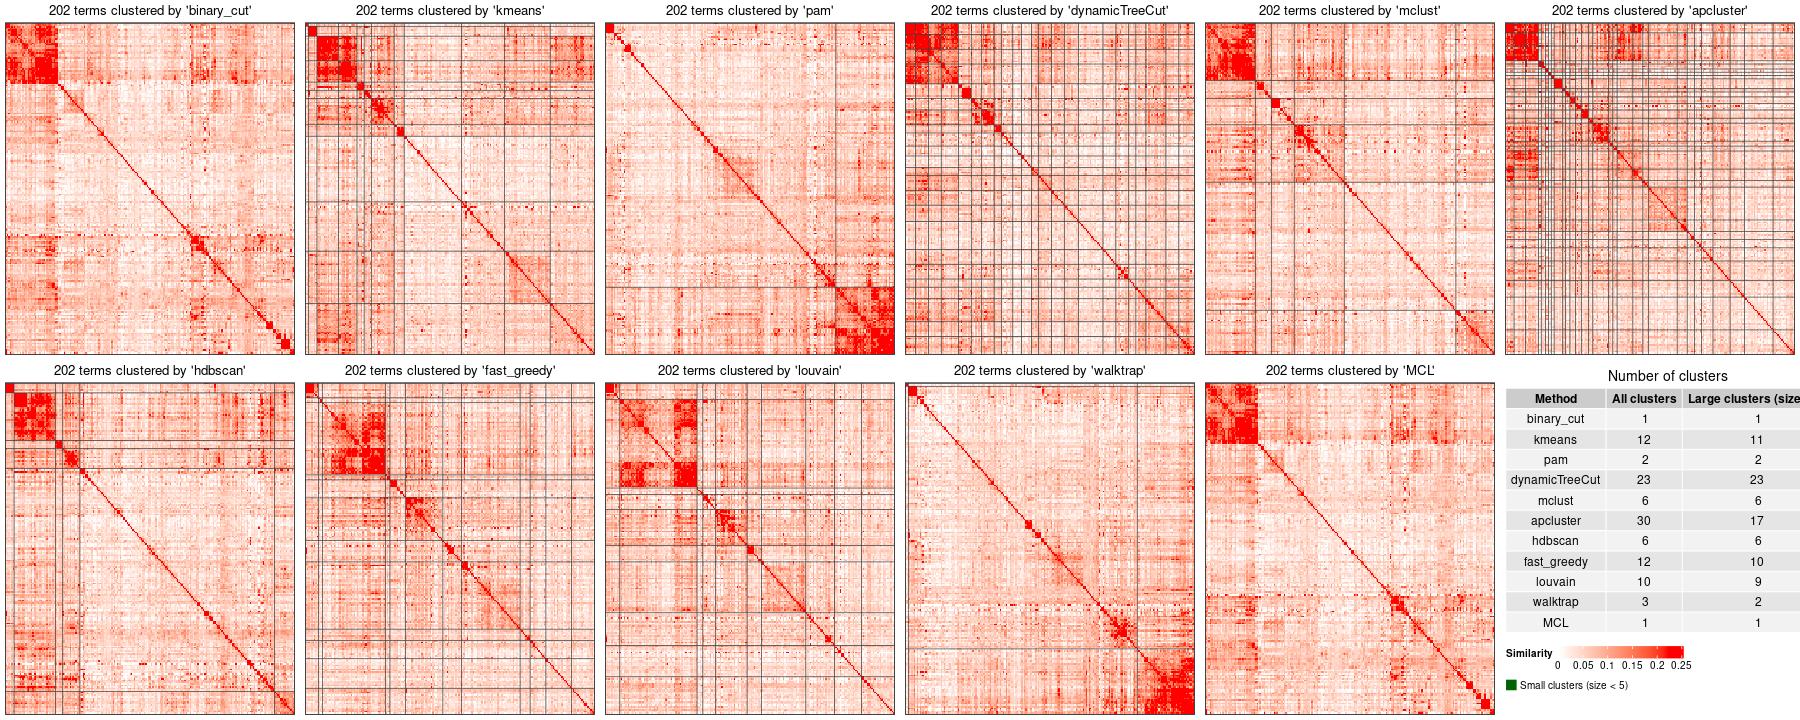 202 terms clustered by 'binary_cut'
202 terms clustered by 'kmeans'
202 terms clustered by 'pam'
202 terms clustered by 'dynamicTreeCut'
202 terms clustered by 'mclust'
202 terms clustered by 'apcluster'
202 terms clustered by 'hdbscan'
202 terms clustered by 'fast_greedy'
202 terms clustered by 'louvain'
202 terms clustered by 'walktrap'
202 terms clustered by 'MCL'
Number of clusters
Method All clusters Large clusters (size
binary_cut 1 1
kmeans 12 11
pam 2 2
dynamicTreeCut 23 23
mclust 6 6
apcluster 30 17
hdbscan 6 6
fast_greedy 12 10
louvain 10 9
walktrap 3 2
MCL 1 1
Similarity
0 0.05 0.1 0.15 0.2 0.25
Small clusters (size < 5)